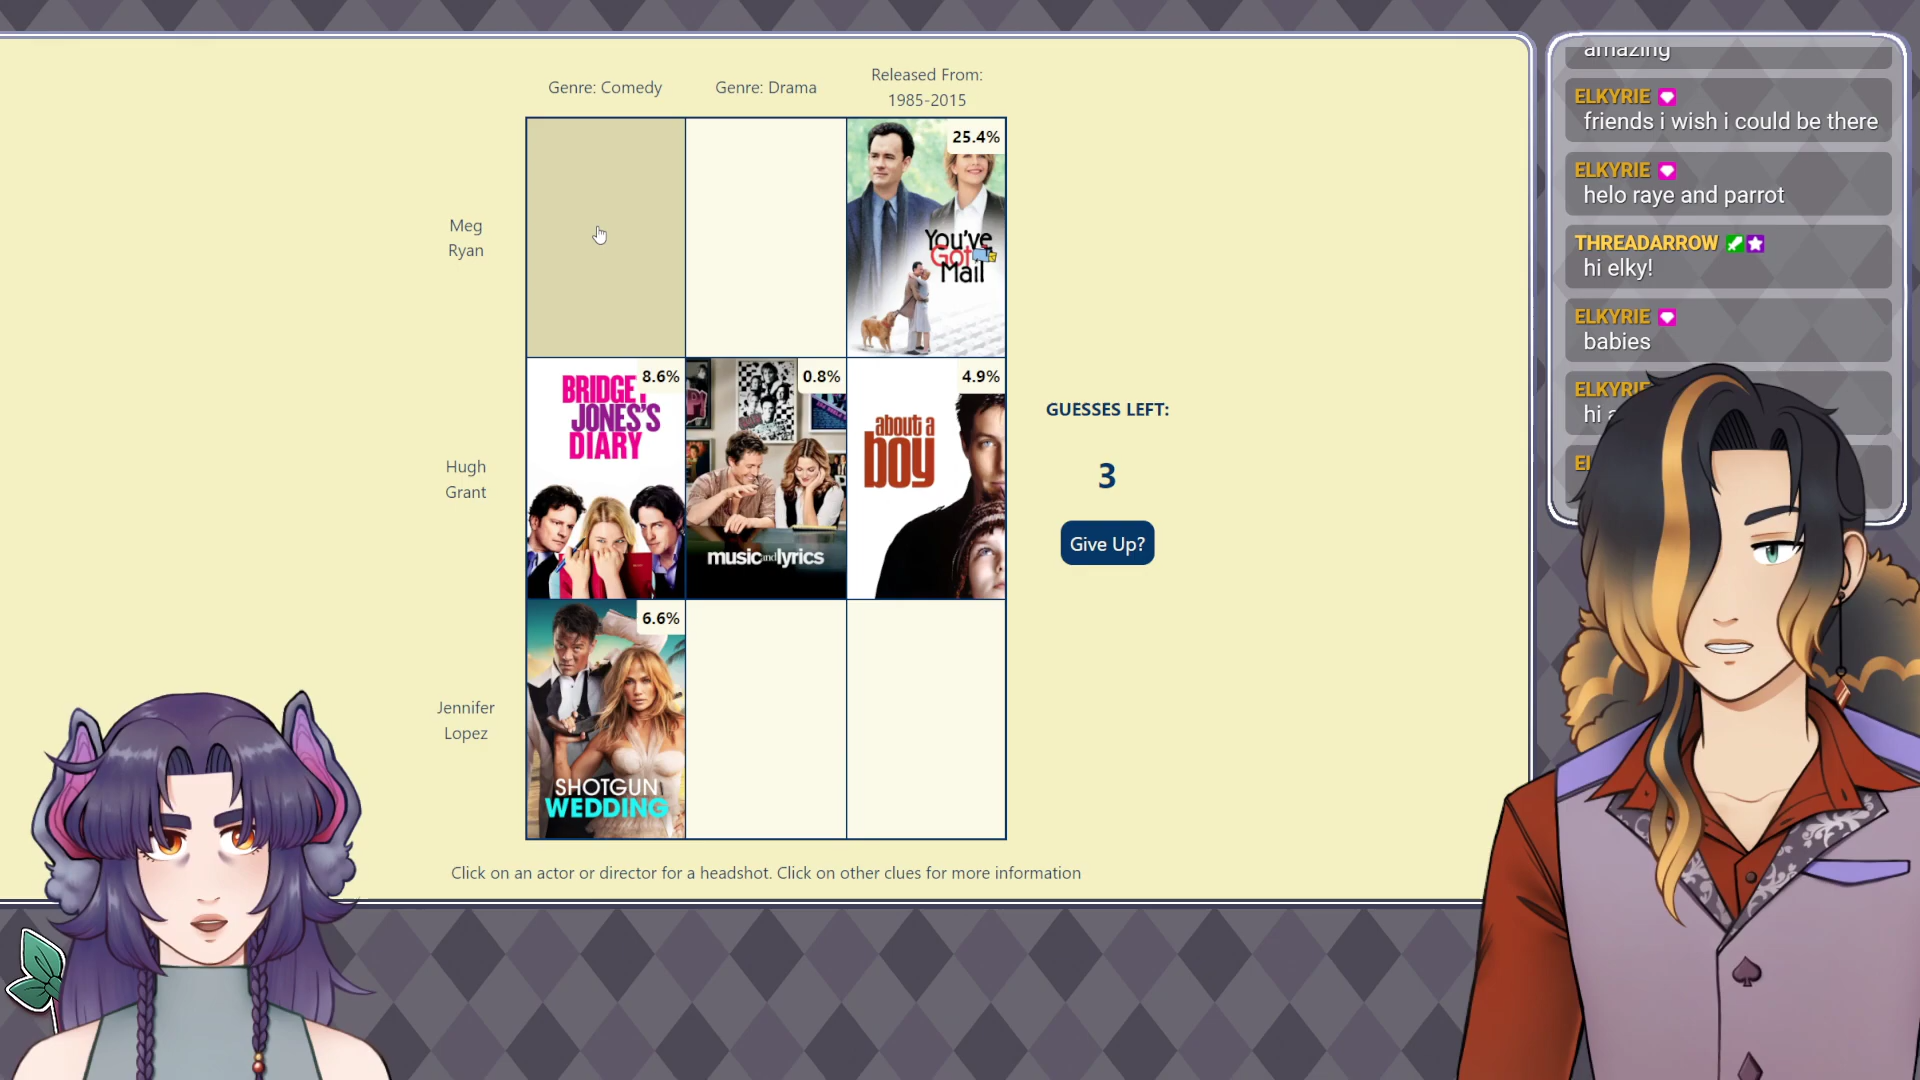 Genre: Comedy
Genre: Drama
Released From:
1985-2015
Meg
Ryan
25.4%
You've
Got
Mail
Hugh
Grant
8.6%
BRIDGET
JONES'S
DIARY
0.8%
music and lyrics
4.9%
about a
boy
Jennifer
Lopez
6.6%
SHOTGUN
WEDDING
GUESSES LEFT:
3
Give Up?
Click on an actor or director for a headshot. Click on other clues for more information
amazing
ELKYRIE
friends i wish i could be there
ELKYRIE
helo raye and parrot
THREADARROW
hi elky!
ELKYRIE
babies
ELKYRIE
hi